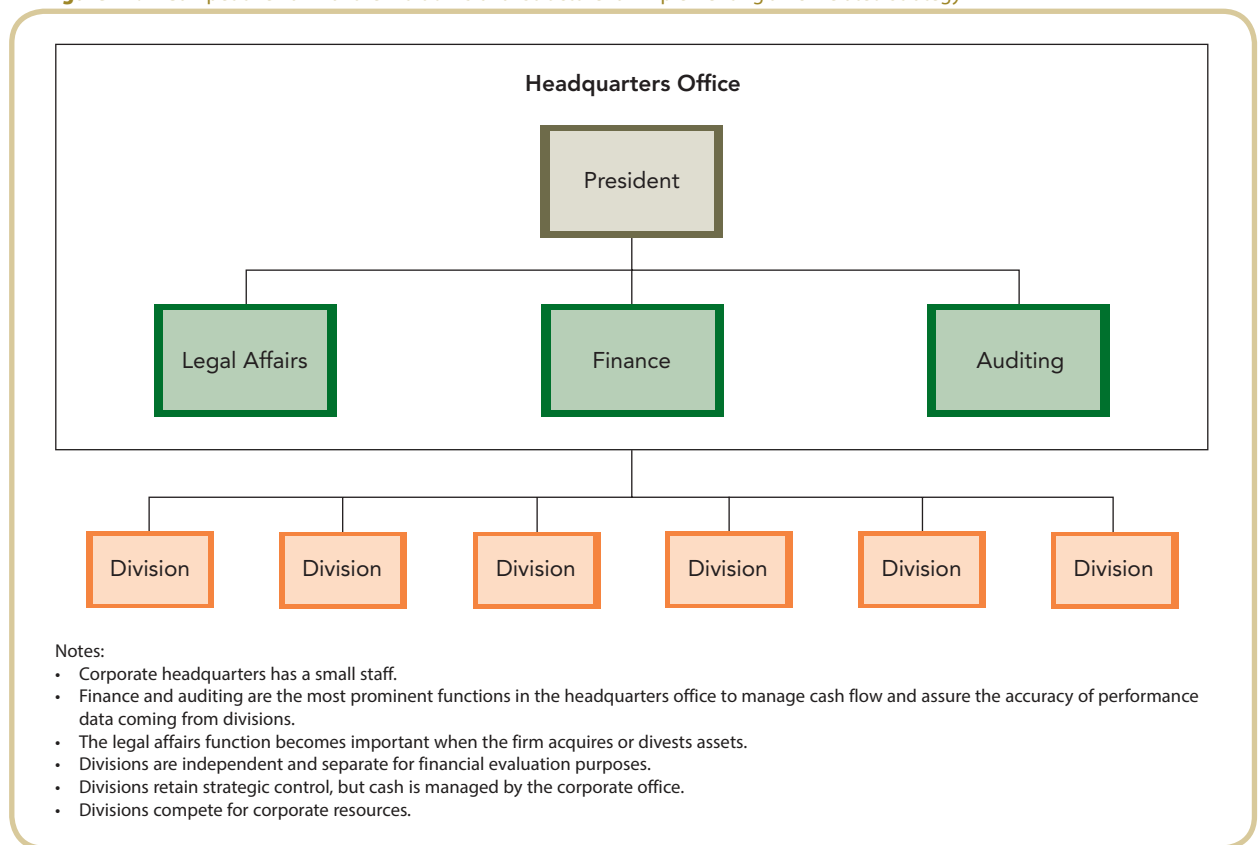 Headquarters Office
President
Legal Affairs
Finance
Auditing
Division
Division
Division
Division
Division
Division
Notes:
• Corporate headquarters has a small staff.
• Finance and auditing are the most prominent functions in the headquarters office to manage cash flow and assure the accuracy of performance
data coming from divisions.
• The legal affairs function becomes important when the firm acquires or divests assets.
• Divisions are independent and separate for financial evaluation purposes.
• Divisions retain strategic control, but cash is managed by the corporate office.
• Divisions compete for corporate resources.